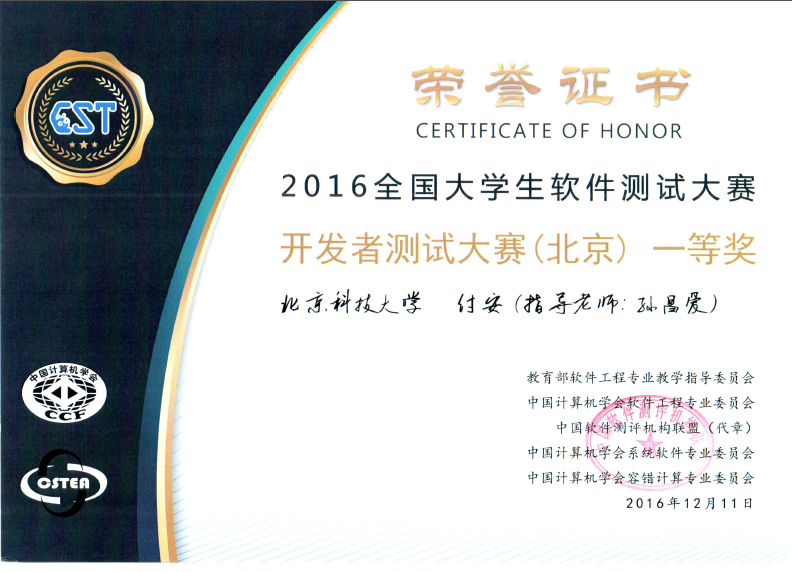 荣誉证书
CERTIFICATE OF HONOR
CST
2016全国大学生软件测试大赛
开发者测试大赛(北京) 一等奖
北京科技大学 付安(指导老师:孙昌爱)
中国计算机学会
CCF
CSTEA
教育部软件工程专业教学指导委员会
中国计算机学会软件工程专业委员会
中国软件测评机构联盟(代章)
中国计算机学会系统软件专业委员会
中国计算机学会容错计算专业委员会
2016年12月11日